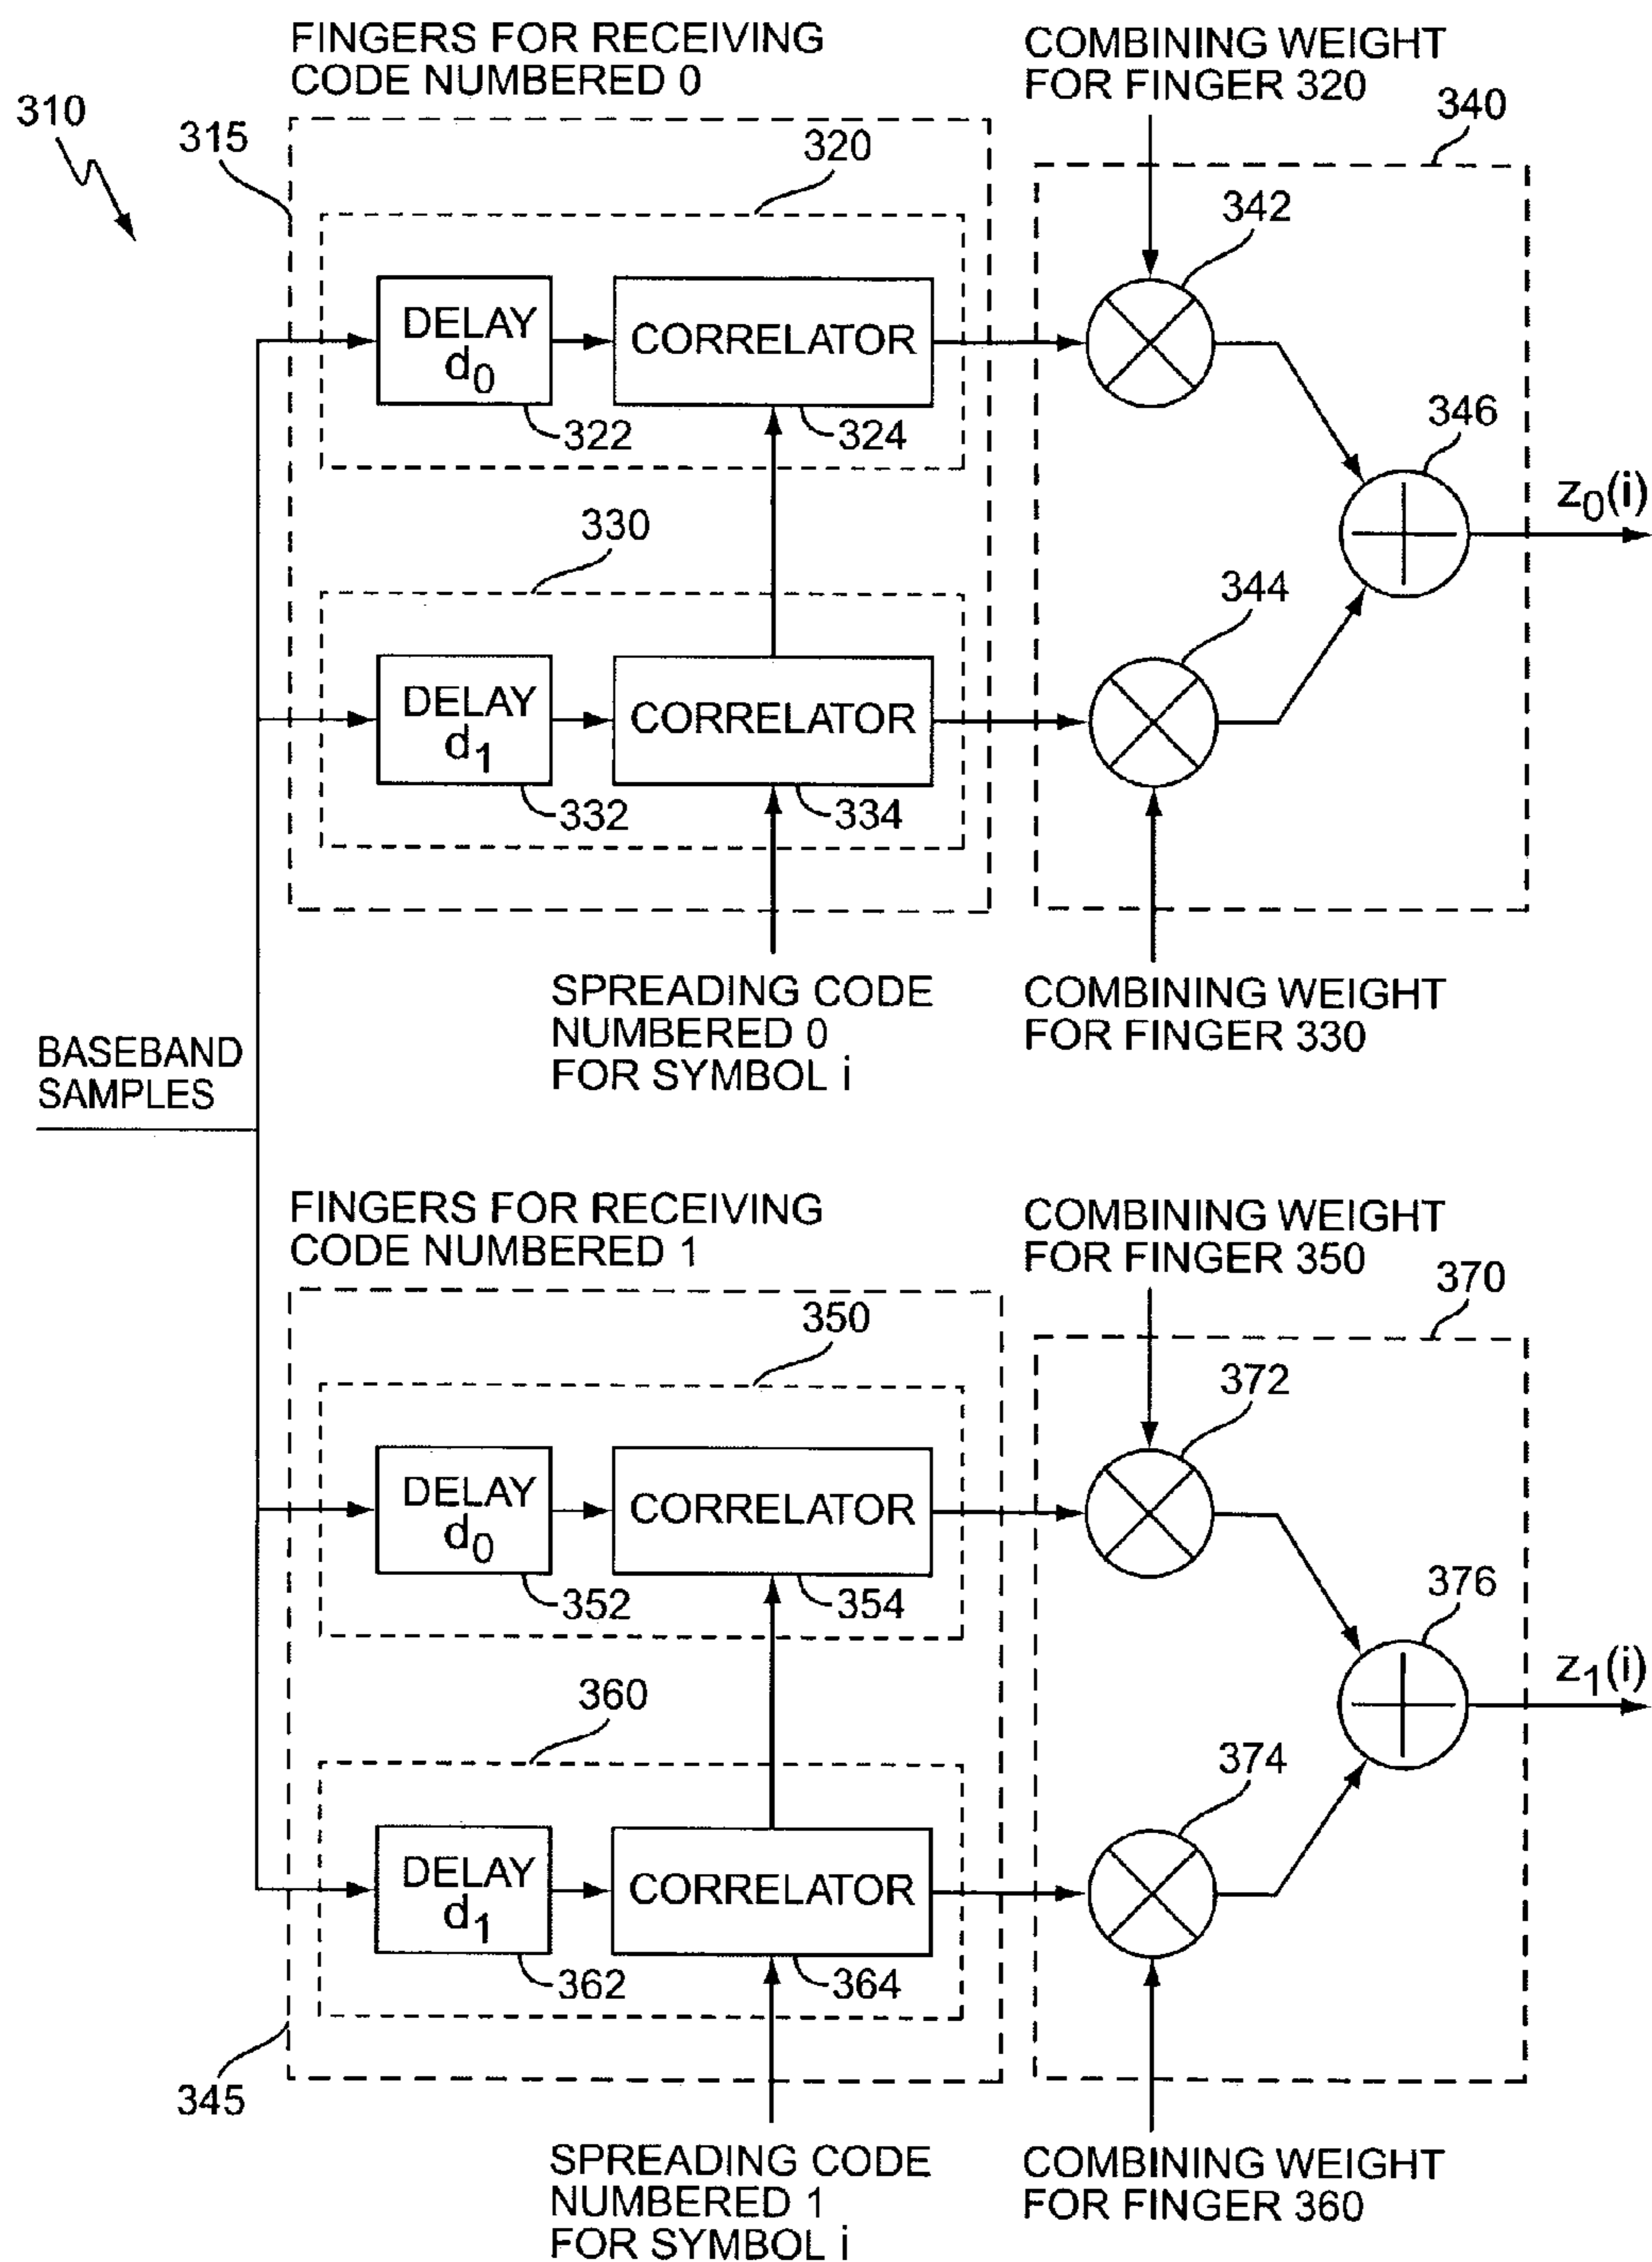 FINGERS FOR RECEIVING
CODE NUMBERED 0
COMBINING WEIGHT
FOR FINGER 320
310
315
320
340
342
DELAY
d0
CORRELATOR
322
324
346
z0(i)
330
344
DELAY
d1
CORRELATOR
332
334
SPREADING CODE
NUMBERED 0
FOR SYMBOL i
COMBINING WEIGHT
FOR FINGER 330
BASEBAND
SAMPLES
FINGERS FOR RECEIVING
CODE NUMBERED 1
COMBINING WEIGHT
FOR FINGER 350
370
350
372
DELAY
d0
CORRELATOR
352
354
376
z1(i)
360
374
DELAY
d1
CORRELATOR
362
364
345
SPREADING CODE
NUMBERED 1
FOR SYMBOL i
COMBINING WEIGHT
FOR FINGER 360